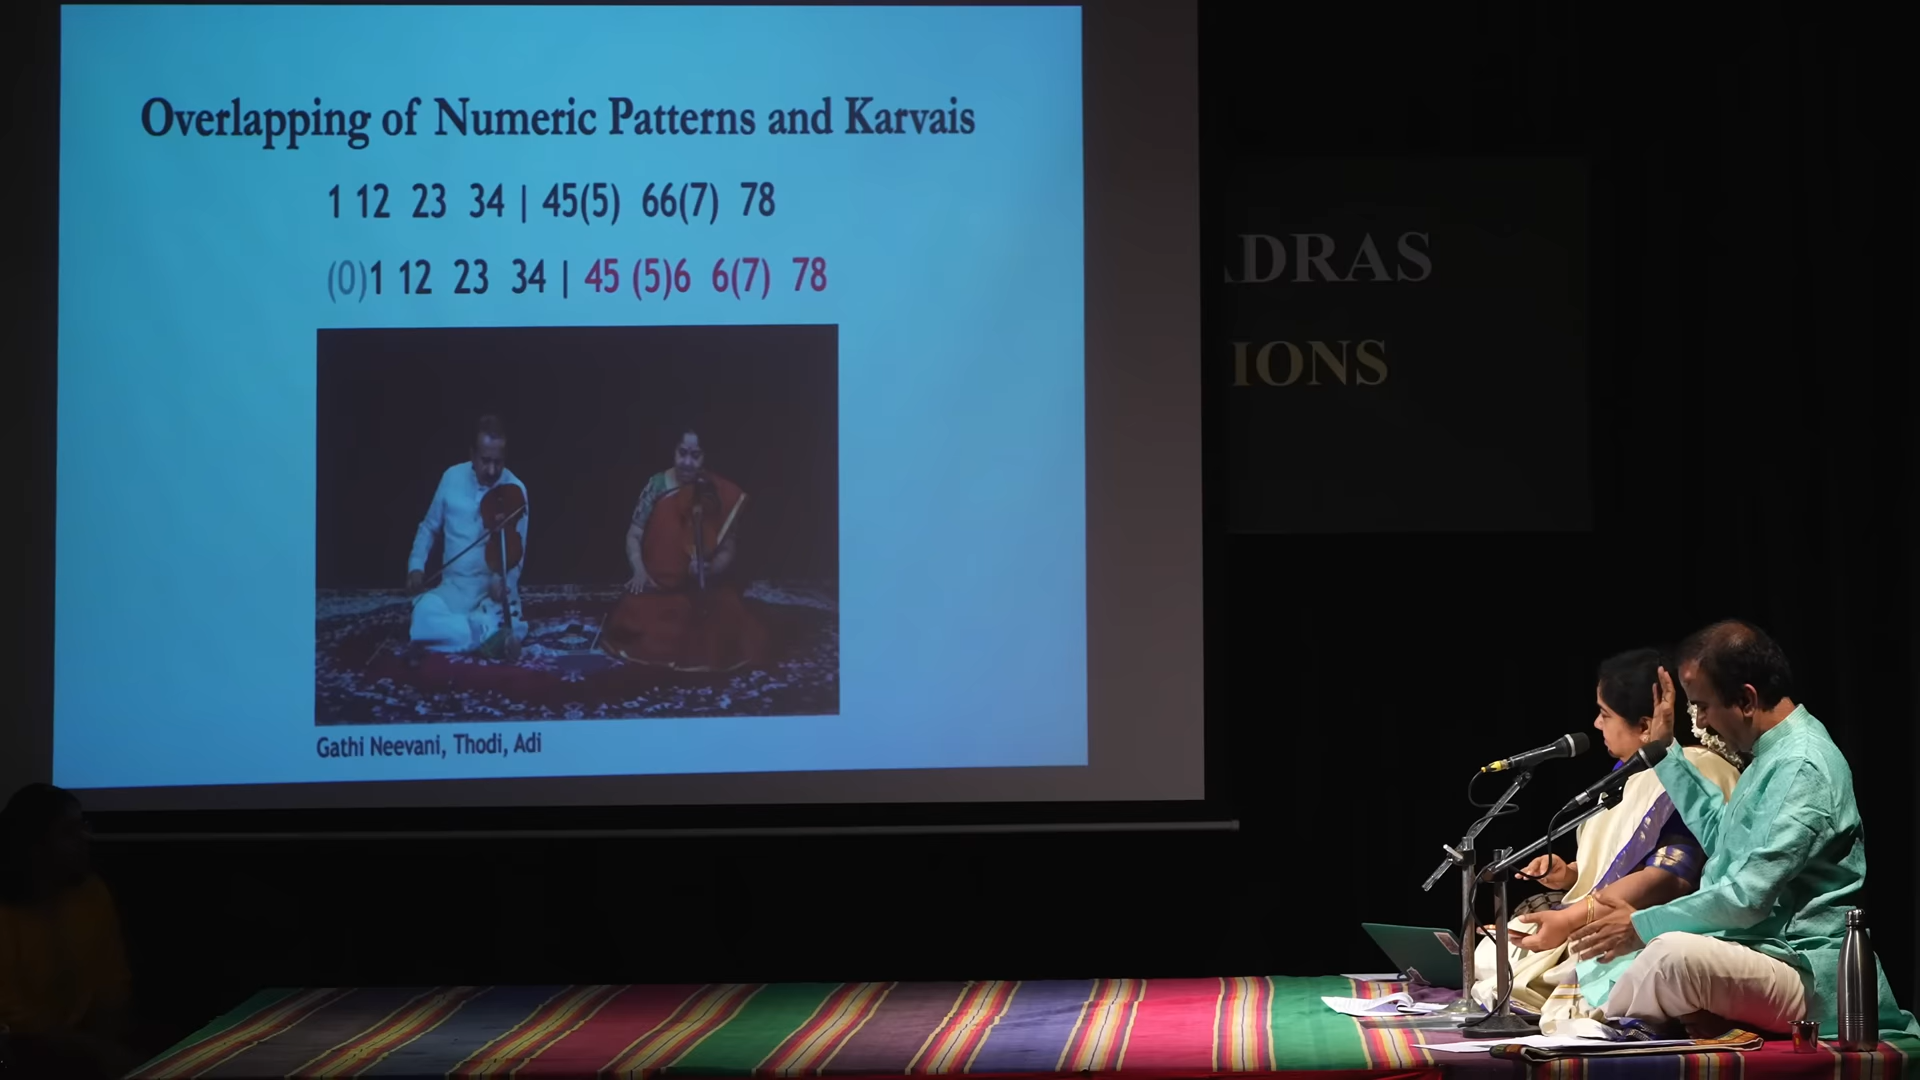 Overlapping of Numeric Patterns and Karvais
1 12 23 34 | 45(5) 66(7) 78
(0)1 12 23 34 | 45 (5)6 6(7) 78
Gathi Neevani, Thodi, Adi
ADRAS
IONS